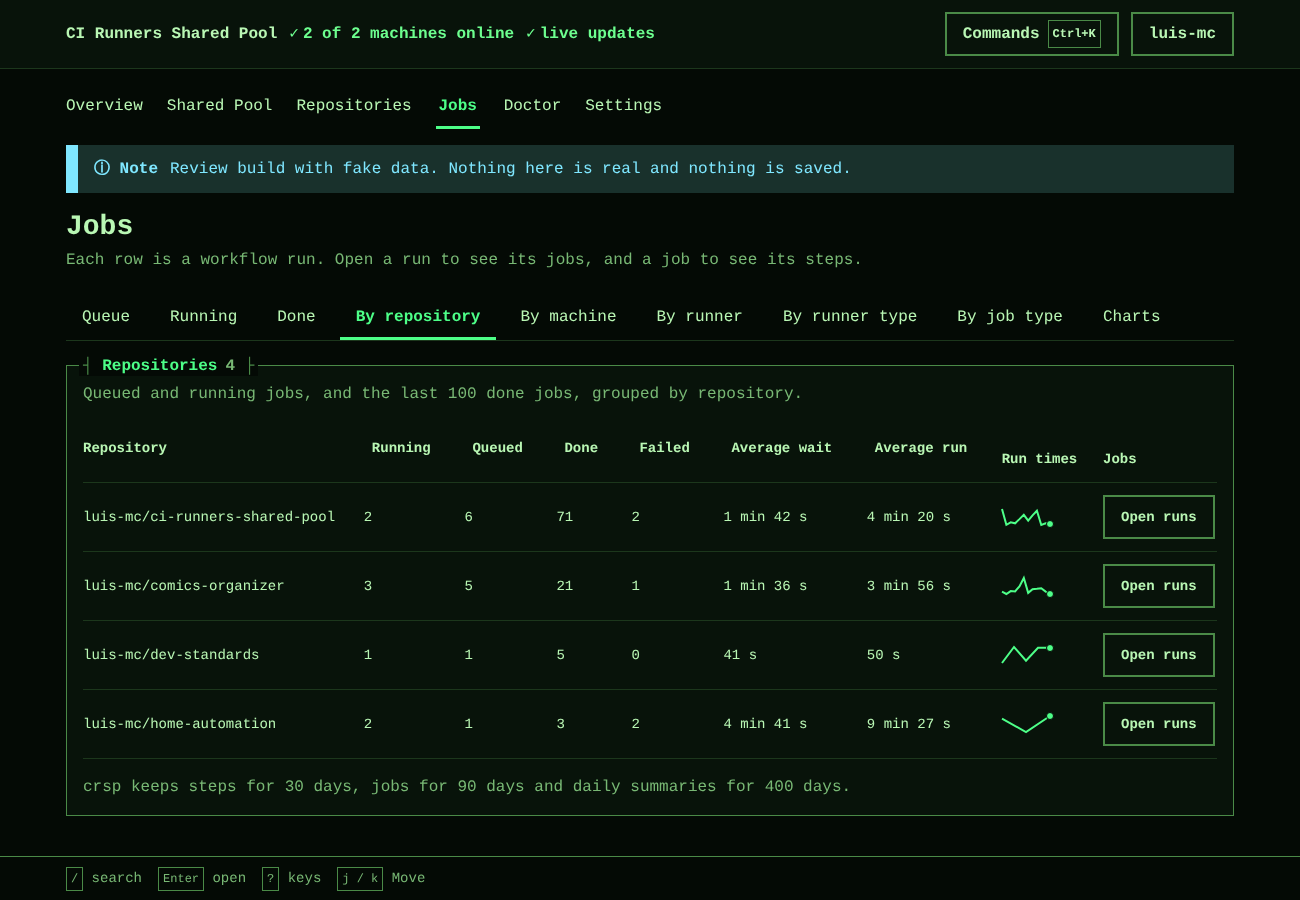 CI Runners Shared Pool ✓ 2 of 2 machines online ✓ live updates Commands Ctrl+K luis-mc
Overview Shared Pool Repositories Jobs Doctor Settings
ⓘ Note Review build with fake data. Nothing here is real and nothing is saved.
Jobs
Each row is a workflow run. Open a run to see its jobs, and a job to see its steps.
Queue Running Done By repository By machine By runner By runner type By job type Charts
Repositories 4
Queued and running jobs, and the last 100 done jobs, grouped by repository.
Repository Running Queued Done Failed Average wait Average run Run times Jobs
luis-mc/ci-runners-shared-pool 2 6 71 2 1 min 42 s 4 min 20 s Open runs
luis-mc/comics-organizer 3 5 21 1 1 min 36 s 3 min 56 s Open runs
luis-mc/dev-standards 1 1 5 0 41 s 50 s Open runs
luis-mc/home-automation 2 1 3 2 4 min 41 s 9 min 27 s Open runs
crsp keeps steps for 30 days, jobs for 90 days and daily summaries for 400 days.
/ search Enter open ? keys j / k Move